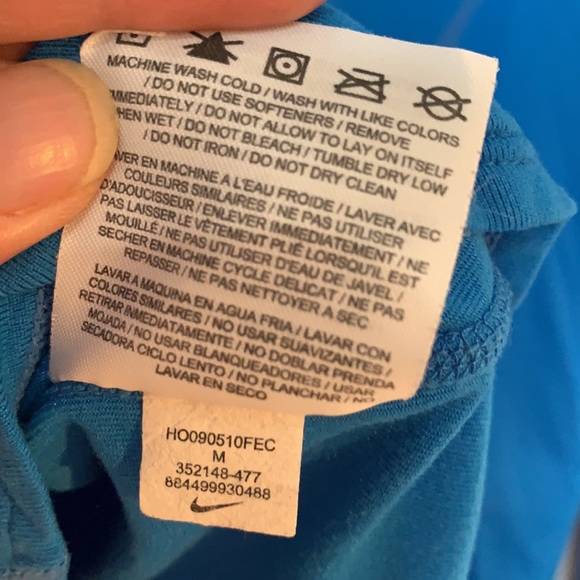 MACHINE WASH COLD / WASH WITH LIKE COLORS
/ DO NOT USE SOFTENERS / REMOVE
MMEDIATELY / DO NOT ALLOW TO LAY ON ITSELF
HEN WET / DO NOT BLEACH / TUMBLE DRY LOW
/ DO NOT IRON / DO NOT DRY CLEAN
VER EN MACHINE A L'EAU FROIDE / LAVER AVEC
COULEURS SIMILAIRES / NE PAS UTILISER
D'ADOUCISSEUR / ENLEVER IMMEDIATEMENT / NE
PAS LAISSER LE VÊTEMENT PLIÉ LORSQU'IL EST
MOUILLÉ / NE PAS UTILISER D'EAU DE JAVEL /
SECHER EN MACHINE CYCLE DELICAT / NE PAS
REPASSER / NE PAS NETTOYER A SEC
LAVAR A MAQUINA EN AGUA FRIA / LAVAR CON
COLORES SIMILARES / NO USAR SUAVIZANTES /
RETIRAR INMEDIATAMENTE / NO DOBLAR PRENDA
MOJADA / NO USAR BLANQUEADORES / USAR
SECADORA CICLO LENTO / NO PLANCHAR / NO
LAVAR EN SECO
HO090510FEC
M
352148-477
884499930488